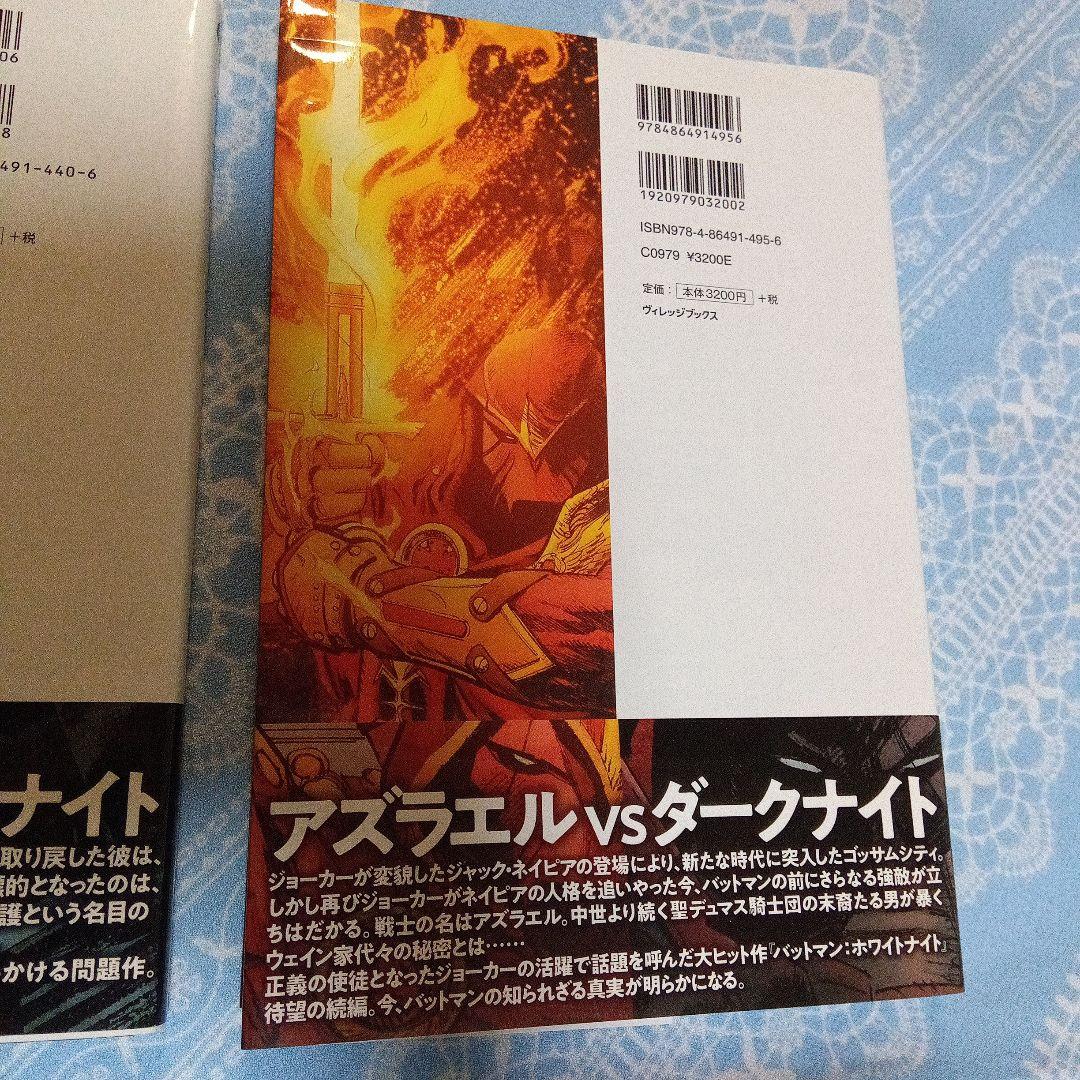 06
8
491-440-6
+税
ナイト
取り戻した彼は、
的となったのは、
護という名目の
かける問題作。
9784864914956
1920979032002
ISBN978-4-86491-495-6
C0979 ¥3200E
定価： 本体3200円 +税
ヴィレッジブックス
アズラエルvsダークナイト
ジョーカーが変貌したジャック・ネイピアの登場により、新たな時代に突入したゴッサムシティ。
しかし再びジョーカーがネイピアの人格を追いやった今、バットマンの前にさらなる強敵が立
ちはだかる。戦士の名はアズラエル。中世より続く聖デュマス騎士団の末裔たる男が暴く
ウェイン家代々の秘密とは……
正義の使徒となったジョーカーの活躍で話題を呼んだ大ヒット作『バットマン：ホワイトナイト』
待望の続編。今、バットマンの知られざる真実が明らかになる。